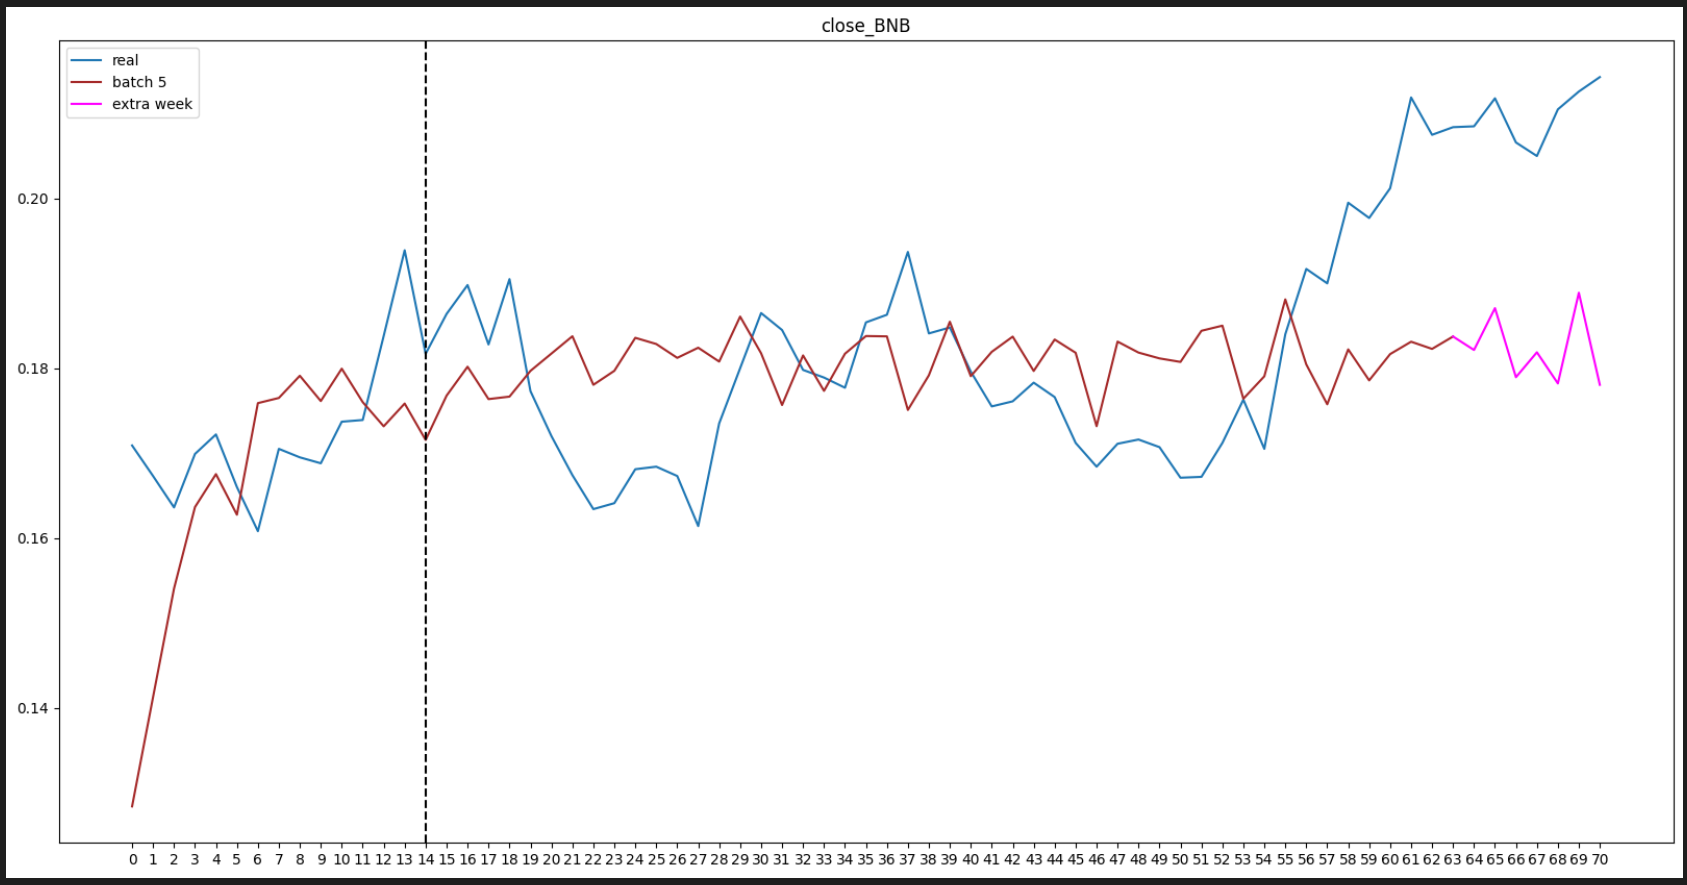 close_BNB
real
batch 5
extra week
0.20
0.18
0.16
0.14
0 1 2 3 4 5 6 7 8 9 10 11 12 13 14 15 16 17 18 19 20 21 22 23 24 25 26 27 28 29 30 31 32 33 34 35 36 37 38 39 40 41 42 43 44 45 46 47 48 49 50 51 52 53 54 55 56 57 58 59 60 61 62 63 64 65 66 67 68 69 70